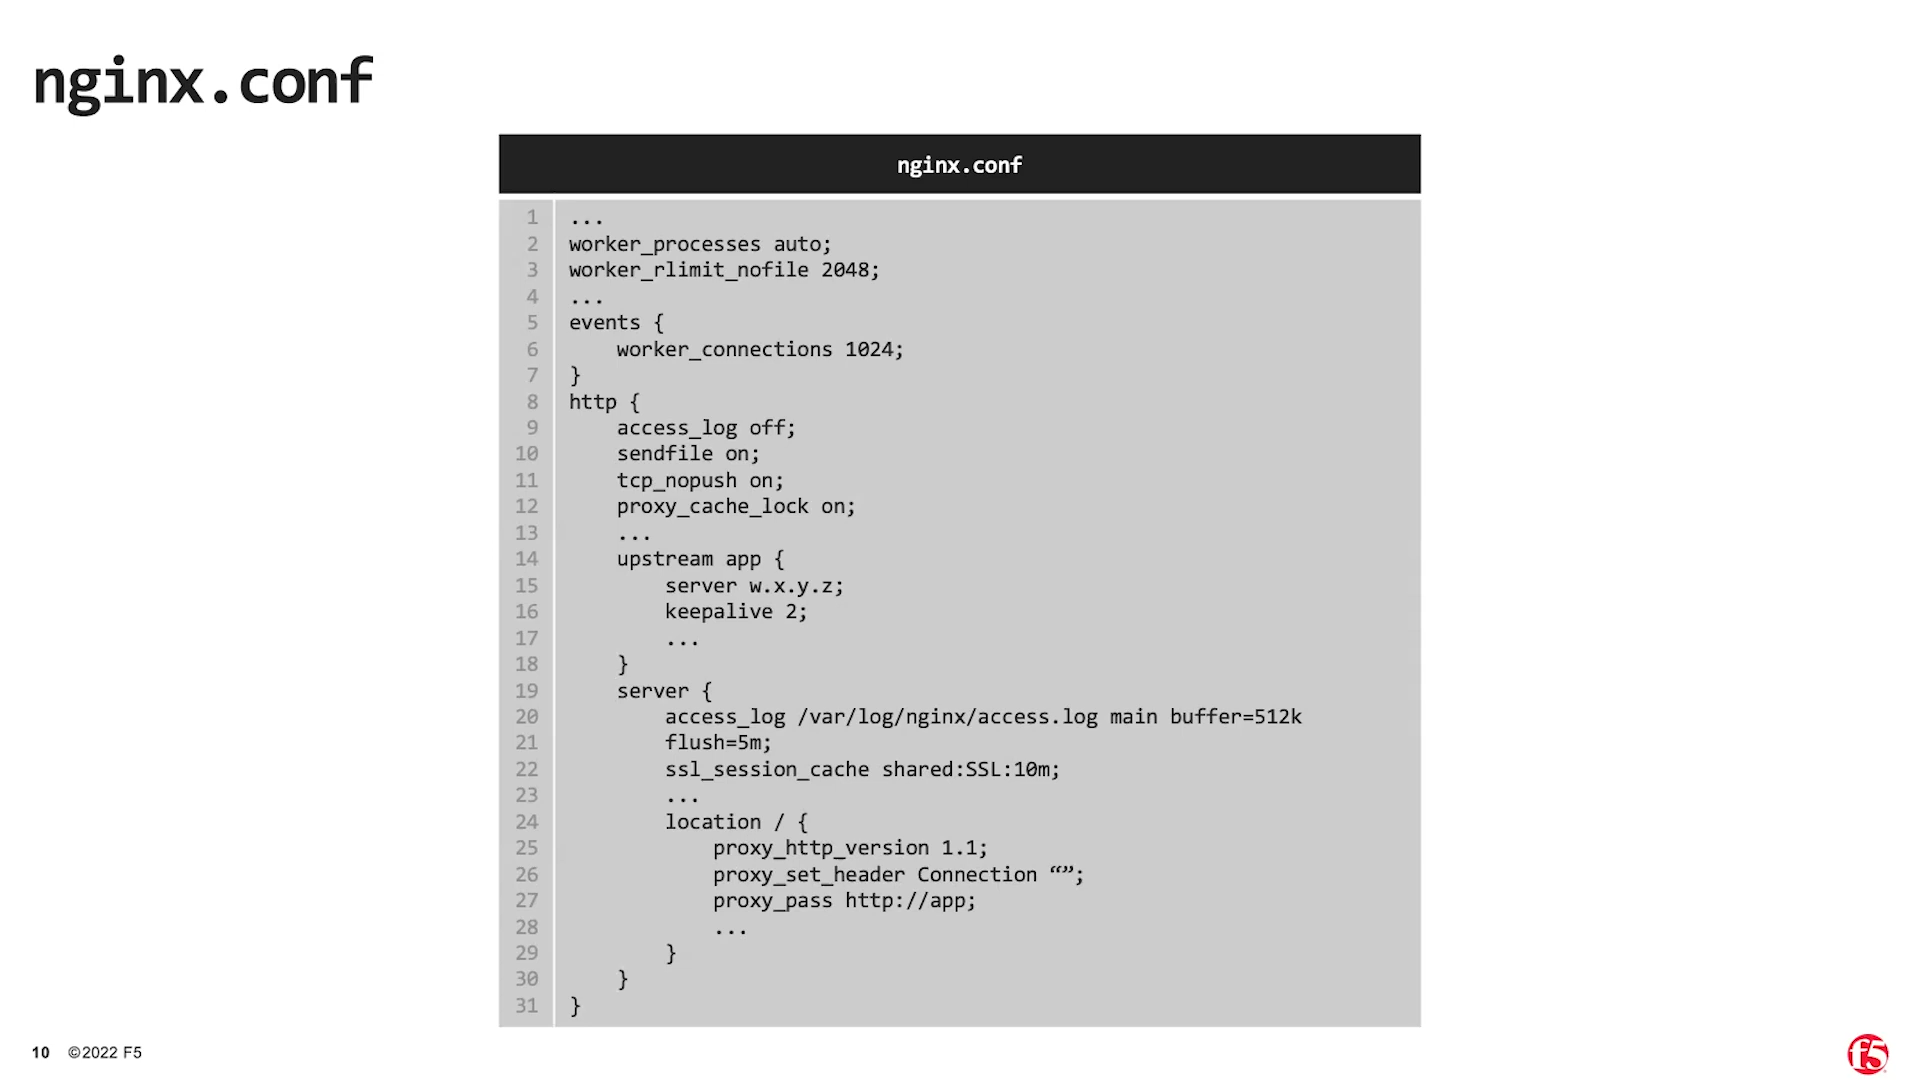 nginx.conf
nginx.conf
1 ...
2 worker_processes auto;
3 worker_rlimit_nofile 2048;
4 ...
5 events {
6     worker_connections 1024;
7 }
8 http {
9     access_log off;
10     sendfile on;
11     tcp_nopush on;
12     proxy_cache_lock on;
13     ...
14     upstream app {
15         server w.x.y.z;
16         keepalive 2;
17         ...
18     }
19     server {
20         access_log /var/log/nginx/access.log main buffer=512k
21         flush=5m;
22         ssl_session_cache shared:SSL:10m;
23         ...
24         location / {
25             proxy_http_version 1.1;
26             proxy_set_header Connection “”;
27             proxy_pass http://app;
28             ...
29         }
30     }
31 }
10 ©2022 F5
f5